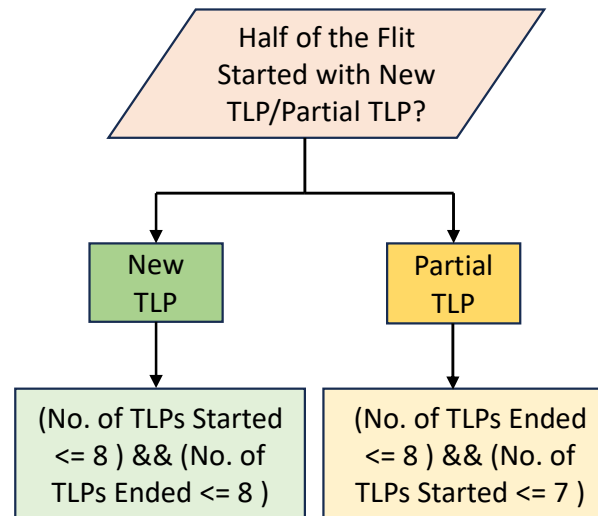 Half of the Flit
Started with New
TLP/Partial TLP?
New
TLP
Partial
TLP
(No. of TLPs Started
<= 8 ) && (No. of
TLPs Ended <= 8 )
(No. of TLPs Ended
<= 8 ) && (No. of
TLPs Started <= 7 )